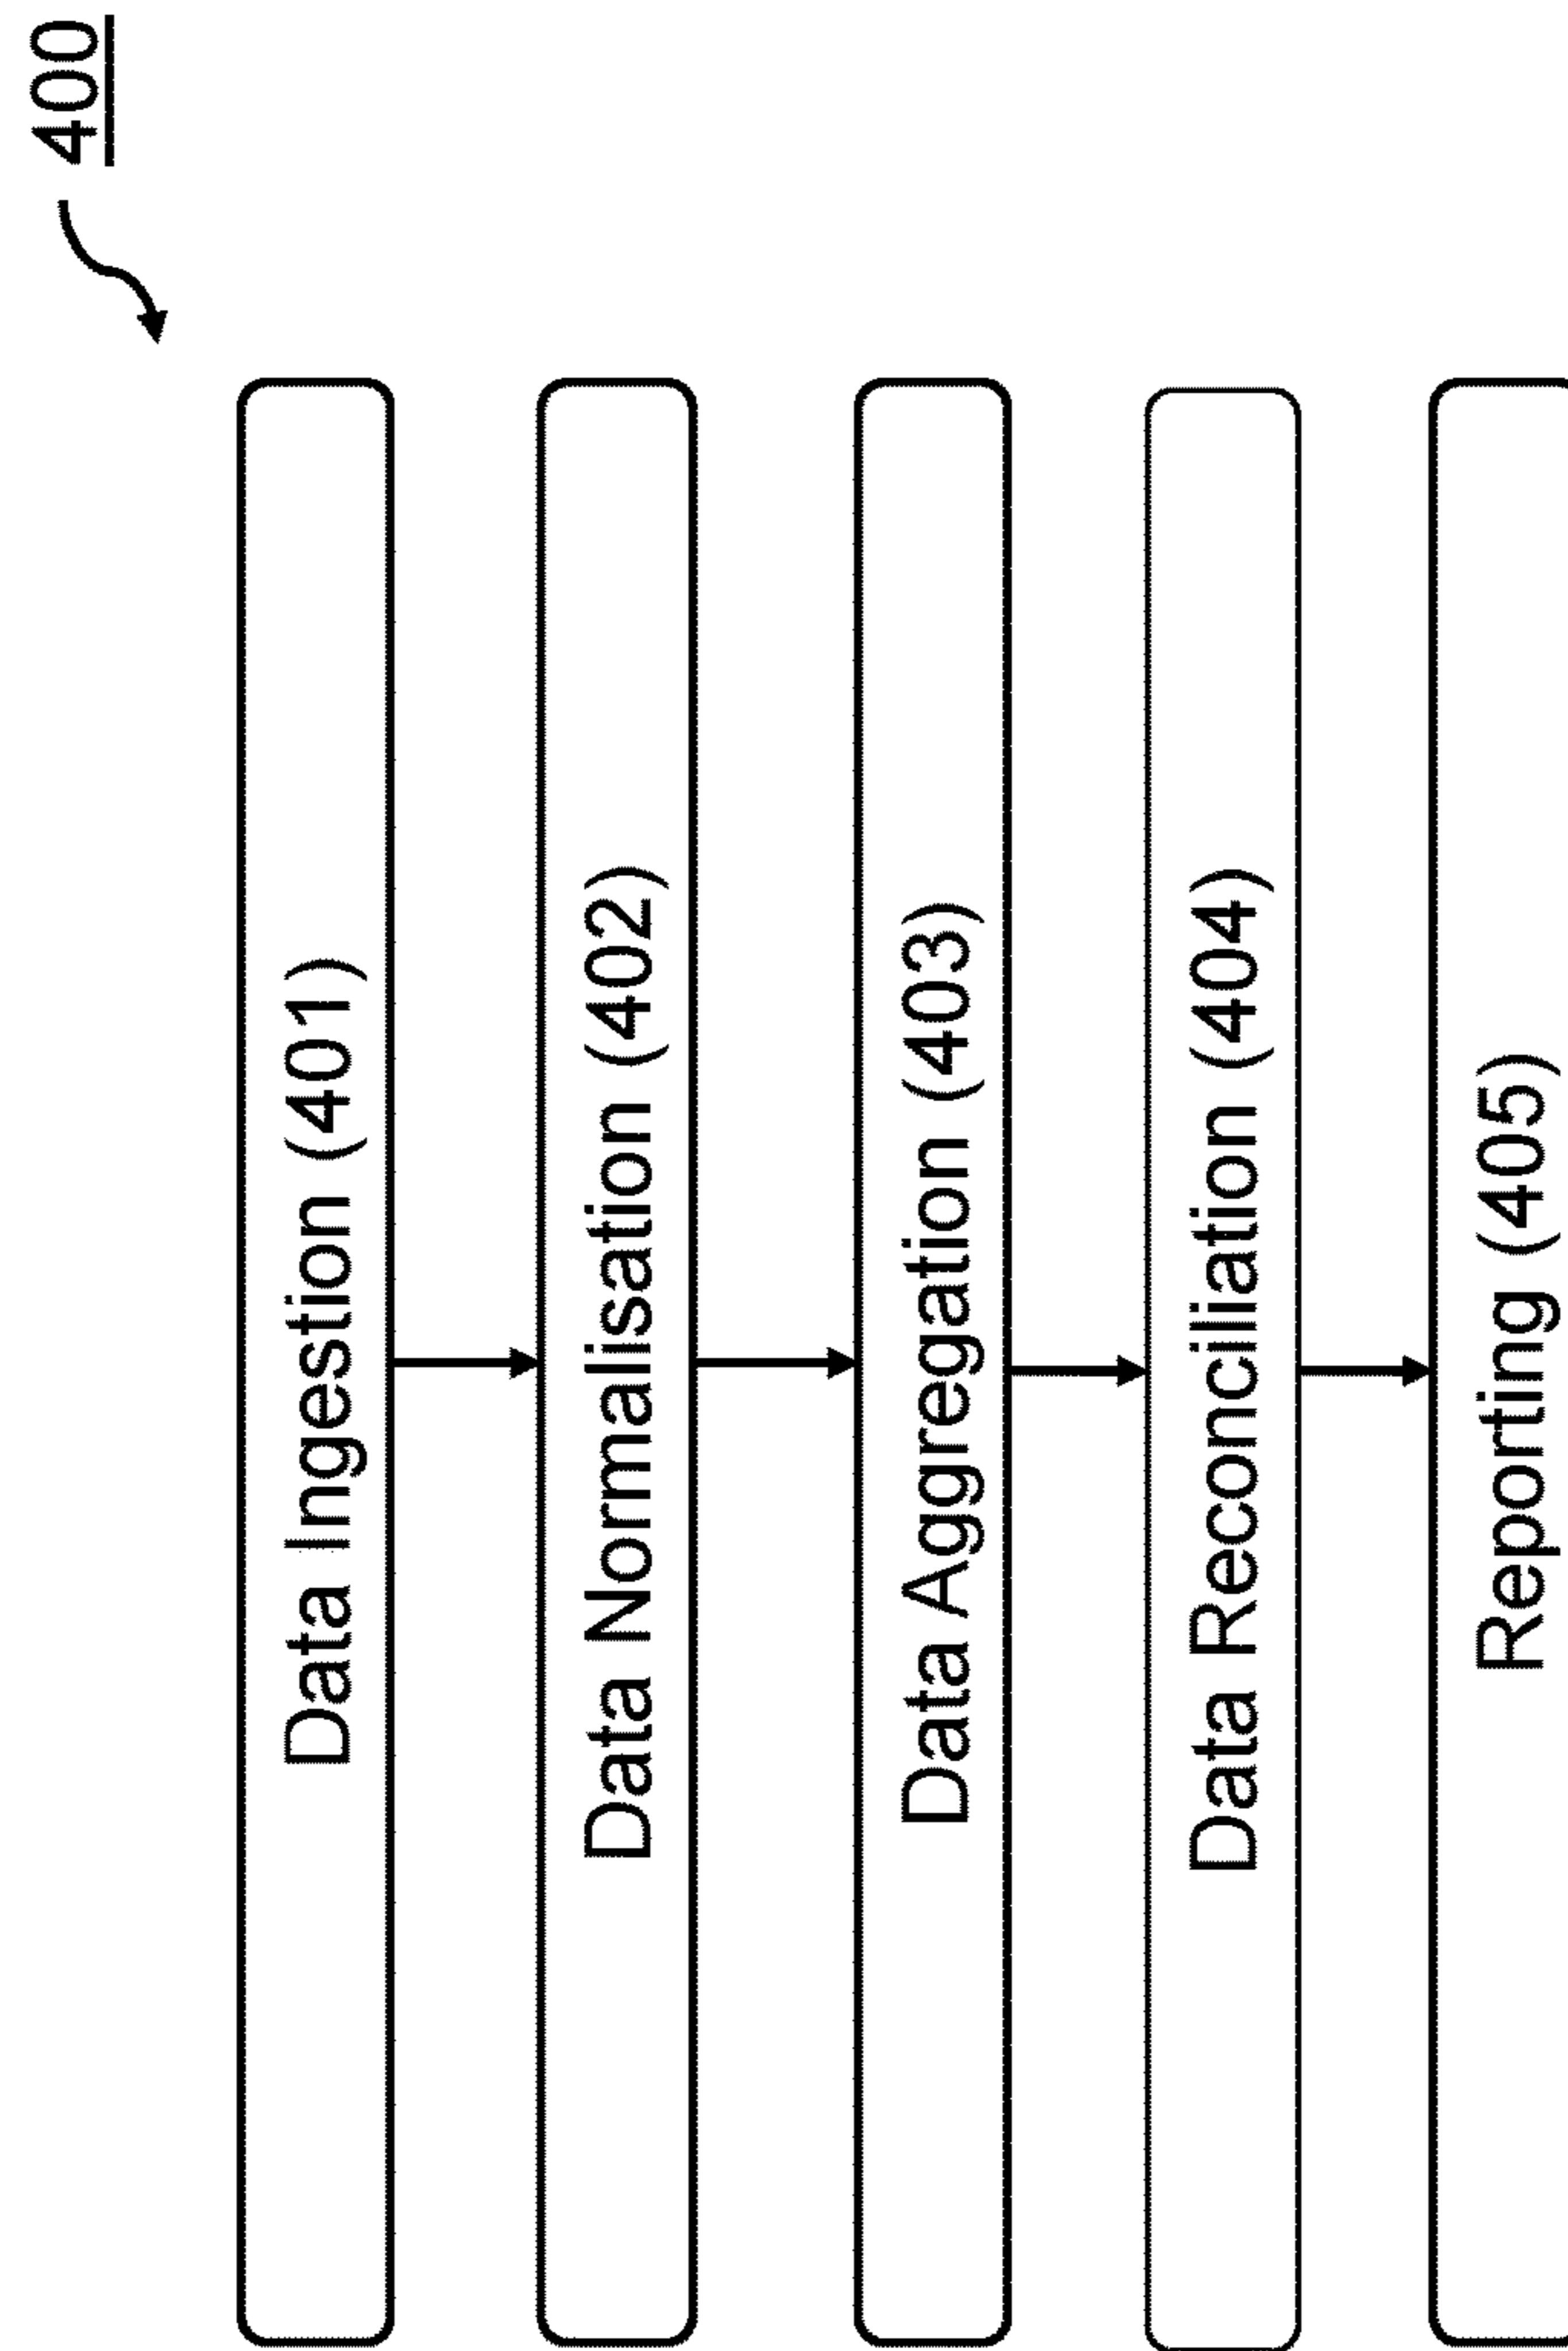 400
Data Ingestion (401)
Data Normalisation (402)
Data Aggregation (403)
Data Reconciliation (404)
Reporting (405)